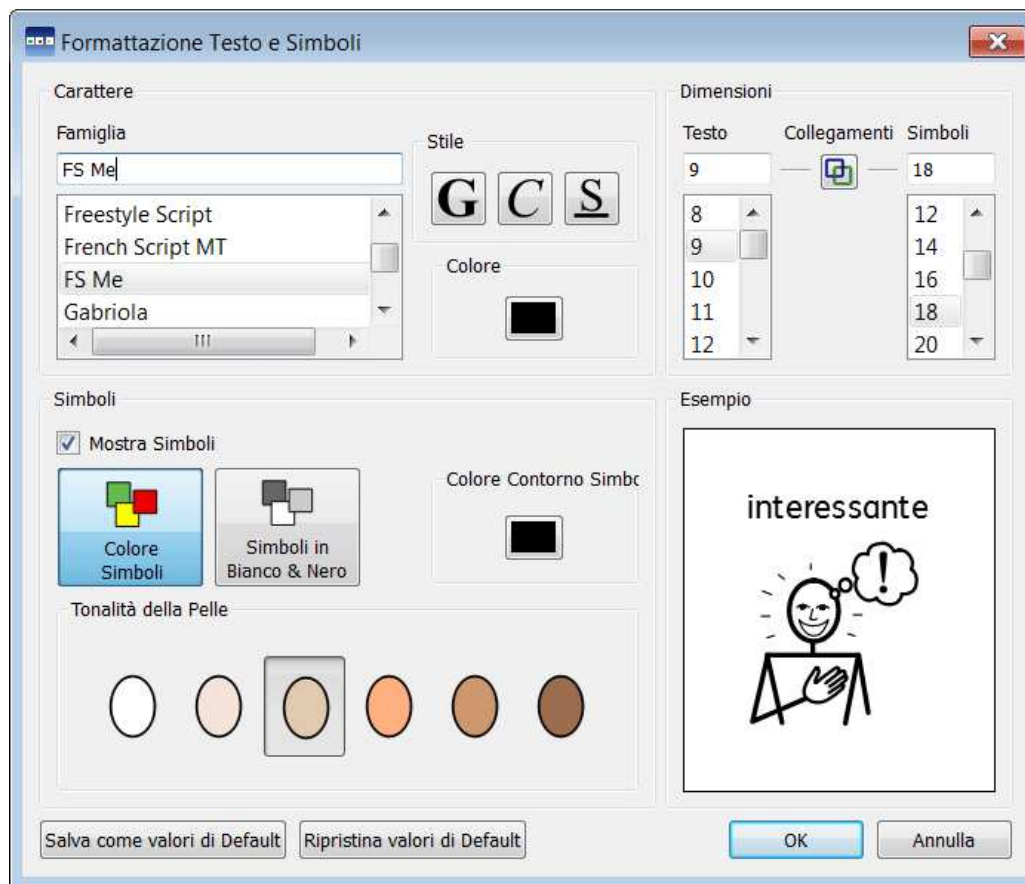 Formattazione Testo e Simboli
Carattere
Famiglia
FS Me
Freestyle Script
French Script MT
FS Me
Gabriola
Stile
G C S
Colore
Dimensioni
Testo Collegamenti Simboli
9 18
8
9
10
11
12
12
14
16
18
20
Simboli
Mostra Simboli
Colore
Simboli
Simboli in
Bianco & Nero
Colore Contorno Simbo
Tonalità della Pelle
Esempio
interessante
!
Salva come valori di Default Ripristina valori di Default OK Annulla